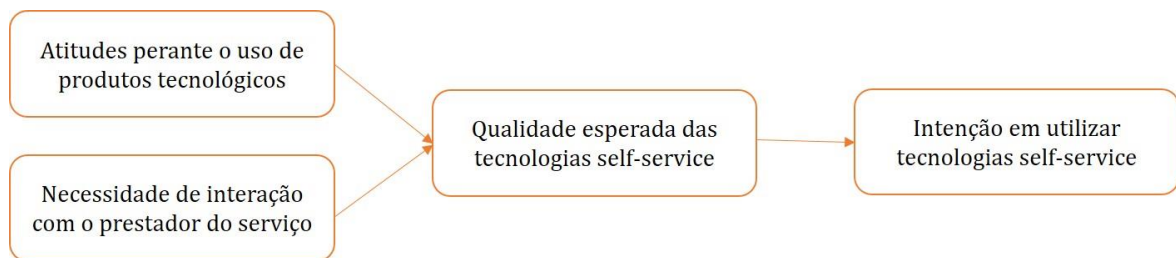 Atitudes perante o uso de
produtos tecnológicos
Necessidade de interação
com o prestador do serviço
Qualidade esperada das
tecnologias self-service
Intenção em utilizar
tecnologias self-service